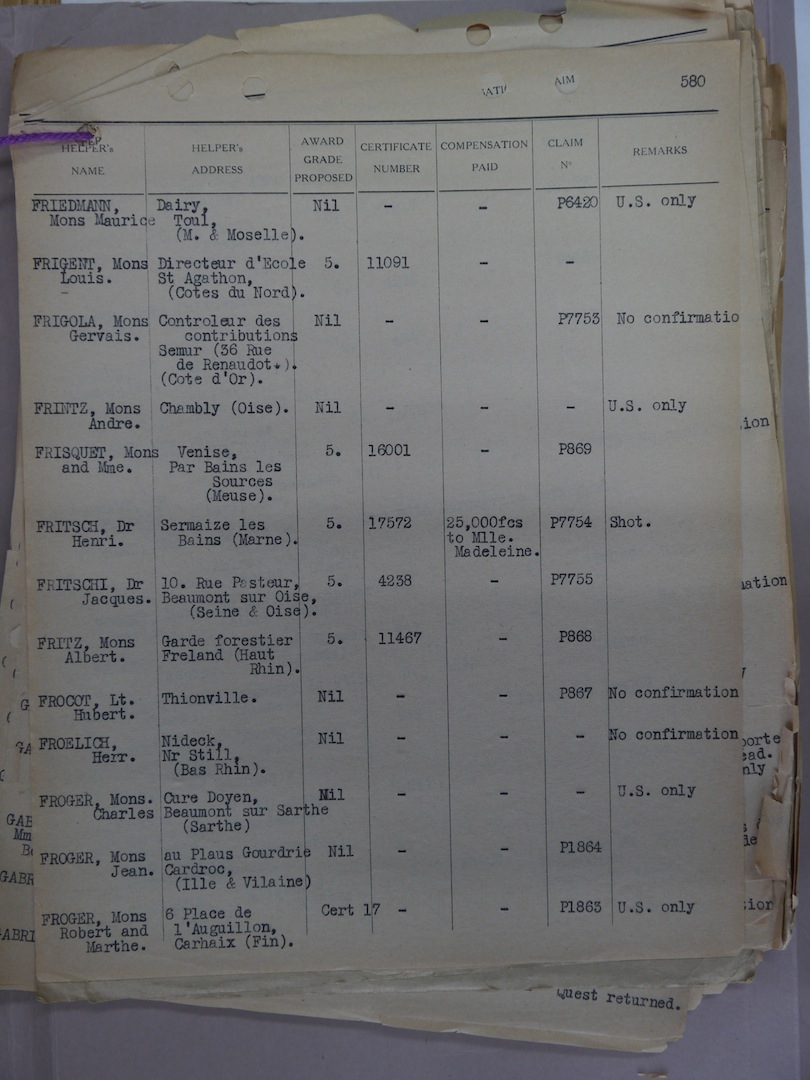 580
HELPER's NAME
HELPER's ADDRESS
AWARD GRADE PROPOSED
CERTIFICATE NUMBER
COMPENSATION PAID
CLAIM N°
REMARKS
FRIEDMANN, Dairy, Nil - - P6420 U.S. only
Mons Maurice Toul,
(M. & Moselle).
FRIGENT, Mons Directeur d'Ecole 5. 11091 - -
Louis. St Agathon,
- (Cotes du Nord).
FRIGOLA, Mons Controleur des Nil - - P7753 No confirmatio
Gervais. contributions
Semur (36 Rue
de Renaudot+).
(Cote d'Or).
FRINTZ, Mons Chambly (Oise). Nil - - - U.S. only
Andre.
FRISQUET, Mons Venise, 5. 16001 - P869
and Mme. Par Bains les
Sources
(Meuse).
FRITSCH, Dr Sermaize les 5. 17572 25,000fcs P7754 Shot.
Henri. Bains (Marne). to Mlle.
Madeleine.
FRITSCHI, Dr 10. Rue Pasteur, 5. 4238 - P7755
Jacques. Beaumont sur Oise,
(Seine & Oise).
FRITZ, Mons Garde forestier 5. 11467 - P868
Albert. Freland (Haut
Rhin).
FROCOT, Lt. Thionville. Nil - - P867 No confirmation
Hubert.
FROELICH, Nideck, Nil - - - No confirmation
Herr. Nr Still,
(Bas Rhin).
FROGER, Mons. Cure Doyen, Nil - - - U.S. only
Charles Beaumont sur Sarthe
(Sarthe)
FROGER, Mons au Plaus Gourdrie Nil - - P1864
Jean. Cardroc,
(Ille & Vilaine)
FROGER, Mons 6 Place de Cert 17 - - P1863 U.S. only
Robert and l'Auguillon,
Marthe. Carhaix (Fin).
Quest returned.